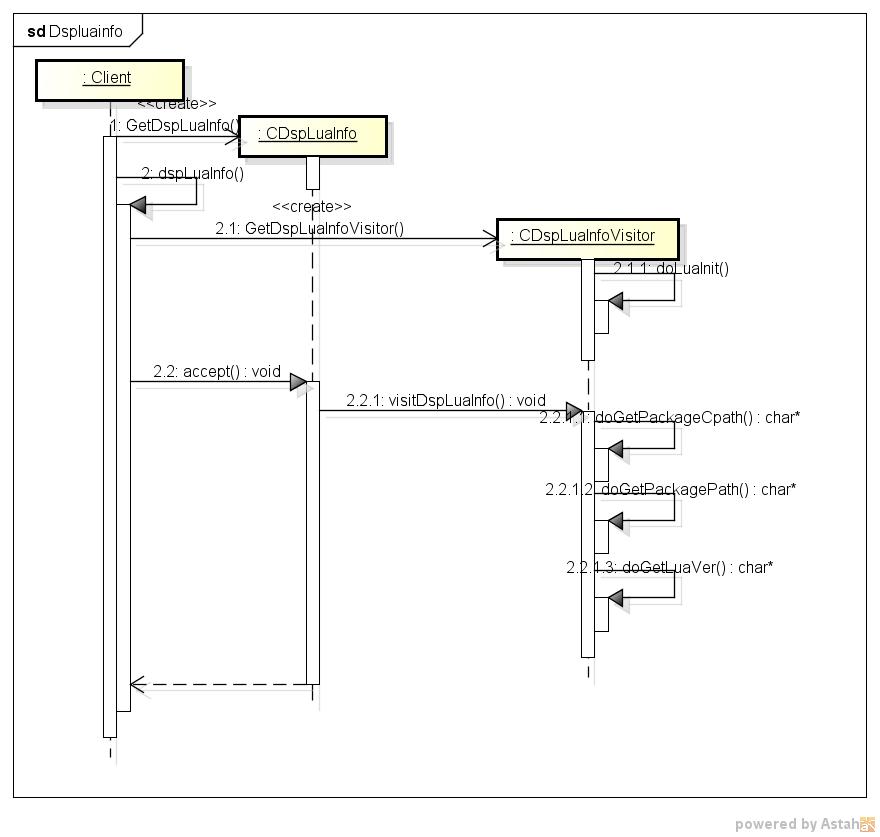 sd Dspluainfo
: Client
<<create>>
1: GetDspLuaInfo()
: CDspLuaInfo
2: dspLuaInfo()
<<create>>
2.1: GetDspLuaInfoVisitor()
: CDspLuaInfoVisitor
2.1.1: doLuaInit()
2.2: accept() : void
2.2.1: visitDspLuaInfo() : void
2.2.1.1: doGetPackageCpath() : char*
2.2.1.2: doGetPackagePath() : char*
2.2.1.3: doGetLuaVer() : char*
powered by Astah